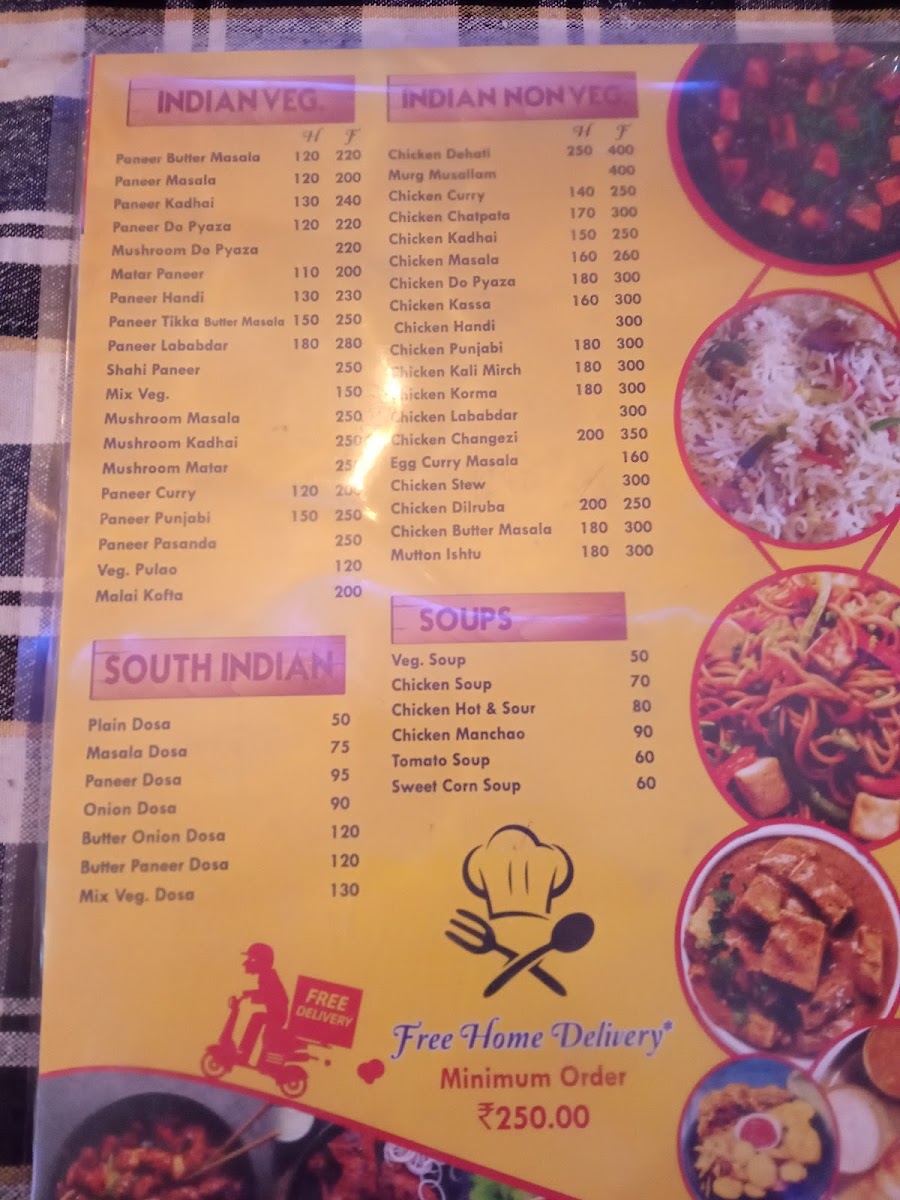 INDIAN VEG.
H F
Paneer Butter Masala 120 220
Paneer Masala 120 200
Paneer Kadhai 130 240
Paneer Do Pyaza 120 220
Mushroom Do Pyaza 220
Matar Paneer 110 200
Paneer Handi 130 230
Paneer Tikka Butter Masala 150 250
Paneer Lababdar 180 280
Shahi Paneer 250
Mix Veg. 150
Mushroom Masala 250
Mushroom Kadhai 250
Mushroom Matar
Paneer Curry 120 200
Paneer Punjabi 150 250
Paneer Pasanda 250
Veg. Pulao 120
Malai Kofta 200
SOUTH INDIAN
Plain Dosa 50
Masala Dosa 75
Paneer Dosa 95
Onion Dosa 90
Butter Onion Dosa 120
Butter Paneer Dosa 120
Mix Veg. Dosa 130
FREE
DELIVERY
INDIAN NON VEG.
H F
Chicken Dehati 250 400
Murg Musallam 400
Chicken Curry 140 250
Chicken Chatpata 170 300
Chicken Kadhai 150 250
Chicken Masala 160 260
Chicken Do Pyaza 180 300
Chicken Kassa 160 300
Chicken Handi 300
Chicken Punjabi 180 300
Chicken Kali Mirch 180 300
Chicken Korma 180 300
Chicken Lababdar 300
Chicken Changezi 200 350
Egg Curry Masala 160
Chicken Stew 300
Chicken Dilruba 200 250
Chicken Butter Masala 180 300
Mutton Ishtu 180 300
SOUPS
Veg. Soup 50
Chicken Soup 70
Chicken Hot & Sour 80
Chicken Manchao 90
Tomato Soup 60
Sweet Corn Soup 60
Free Home Delivery*
Minimum Order
₹250.00